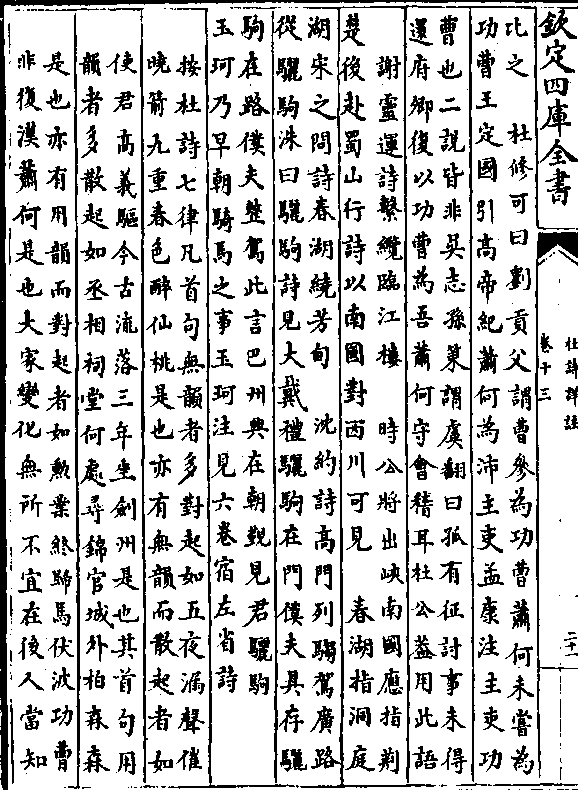 欽定四庫全書
杜詩詳註
卷十三
二十一
比之　杜修可曰劉貢父謂曹參為功曹蕭何未嘗為
功曹王定國引高帝紀蕭何為沛主吏孟康注主吏功
曹也二說皆非吳志孫策謂虞翻曰孤有征討事未得
還府卿復以功曹為吾蕭何守會稽耳杜公蓋用此語
謝靈運詩繫纜臨江樓　時公將出峽南國應指荆
楚後赴蜀山行詩以南國對西川可見　春湖指洞庭
湖宋之問詩春湖繞芳甸　沈約詩高門列騶駕廣路
從驪駒洙曰驪駒詩見大戴禮驪駒在門僕夫具存驪
駒在路僕夫整駕此言巴州興在朝覲見君驪駒
玉珂乃早朝騎馬之事玉珂注見六卷宿左省詩
按杜詩七律凡首句無韻者多對起如五夜漏聲催
曉箭九重春色醉仙桃是也亦有無韻而散起者如
使君高義驅今古流落三年坐劍州是也其首句用
韻者多散起如丞相祠堂何處尋錦官城外柏森森
是也亦有用韻而對起者如勲業終歸馬伏波功曹
非復漢蕭何是也大家變化無所不宜在後人當知